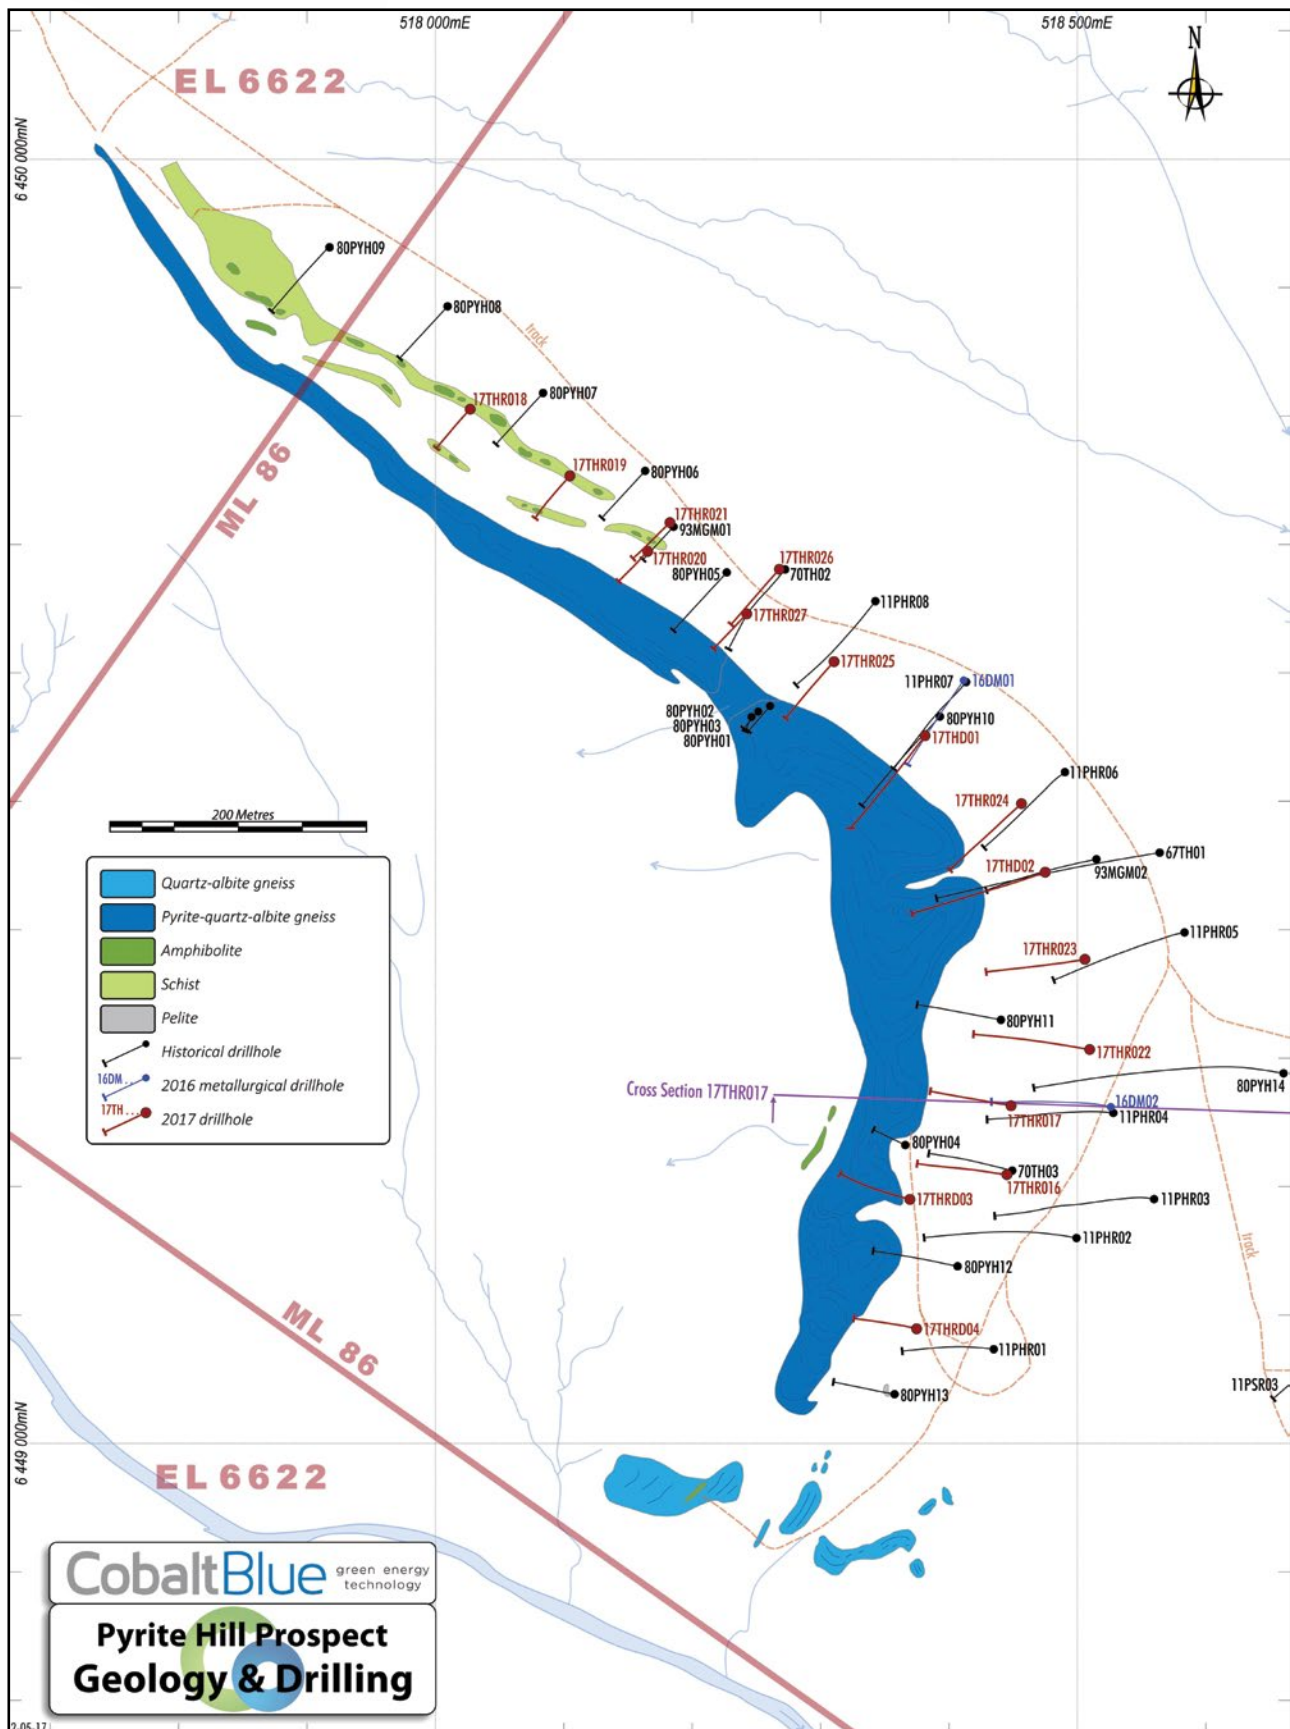 518 000mE
518 500mE
N
EL 6622
6 450 000mN
80PYH09
80PYH08
track
80PYH07
17THR018
ML 86
17THR019
80PYH06
17THR021
93MGM01
17THR020
80PYH05
17THR026
70TH02
17THR027
11PHR08
17THR025
11PHR07
16DM01
80PYH02
80PYH03
80PYH01
80PYH10
17THD01
11PHR06
17THR024
200 Metres
67TH01
93MGM02
17THD02
Quartz-albite gneiss
Pyrite-quartz-albite gneiss
Amphibolite
Schist
Pelite
Historical drillhole
16DM...
2016 metallurgical drillhole
17TH...
2017 drillhole
11PHR05
17THR023
80PYH11
17THR022
80PYH14
Cross Section 17THR017
16DM02
11PHR04
17THR017
80PYH04
70TH03
17THR016
17THRD03
11PHR03
11PHR02
track
80PYH12
17THRD04
11PHR01
ML 86
11PSR03
80PYH13
6 449 000mN
EL 6622
CobaltBlue
green energy
technology
Pyrite Hill Prospect
Geology & Drilling